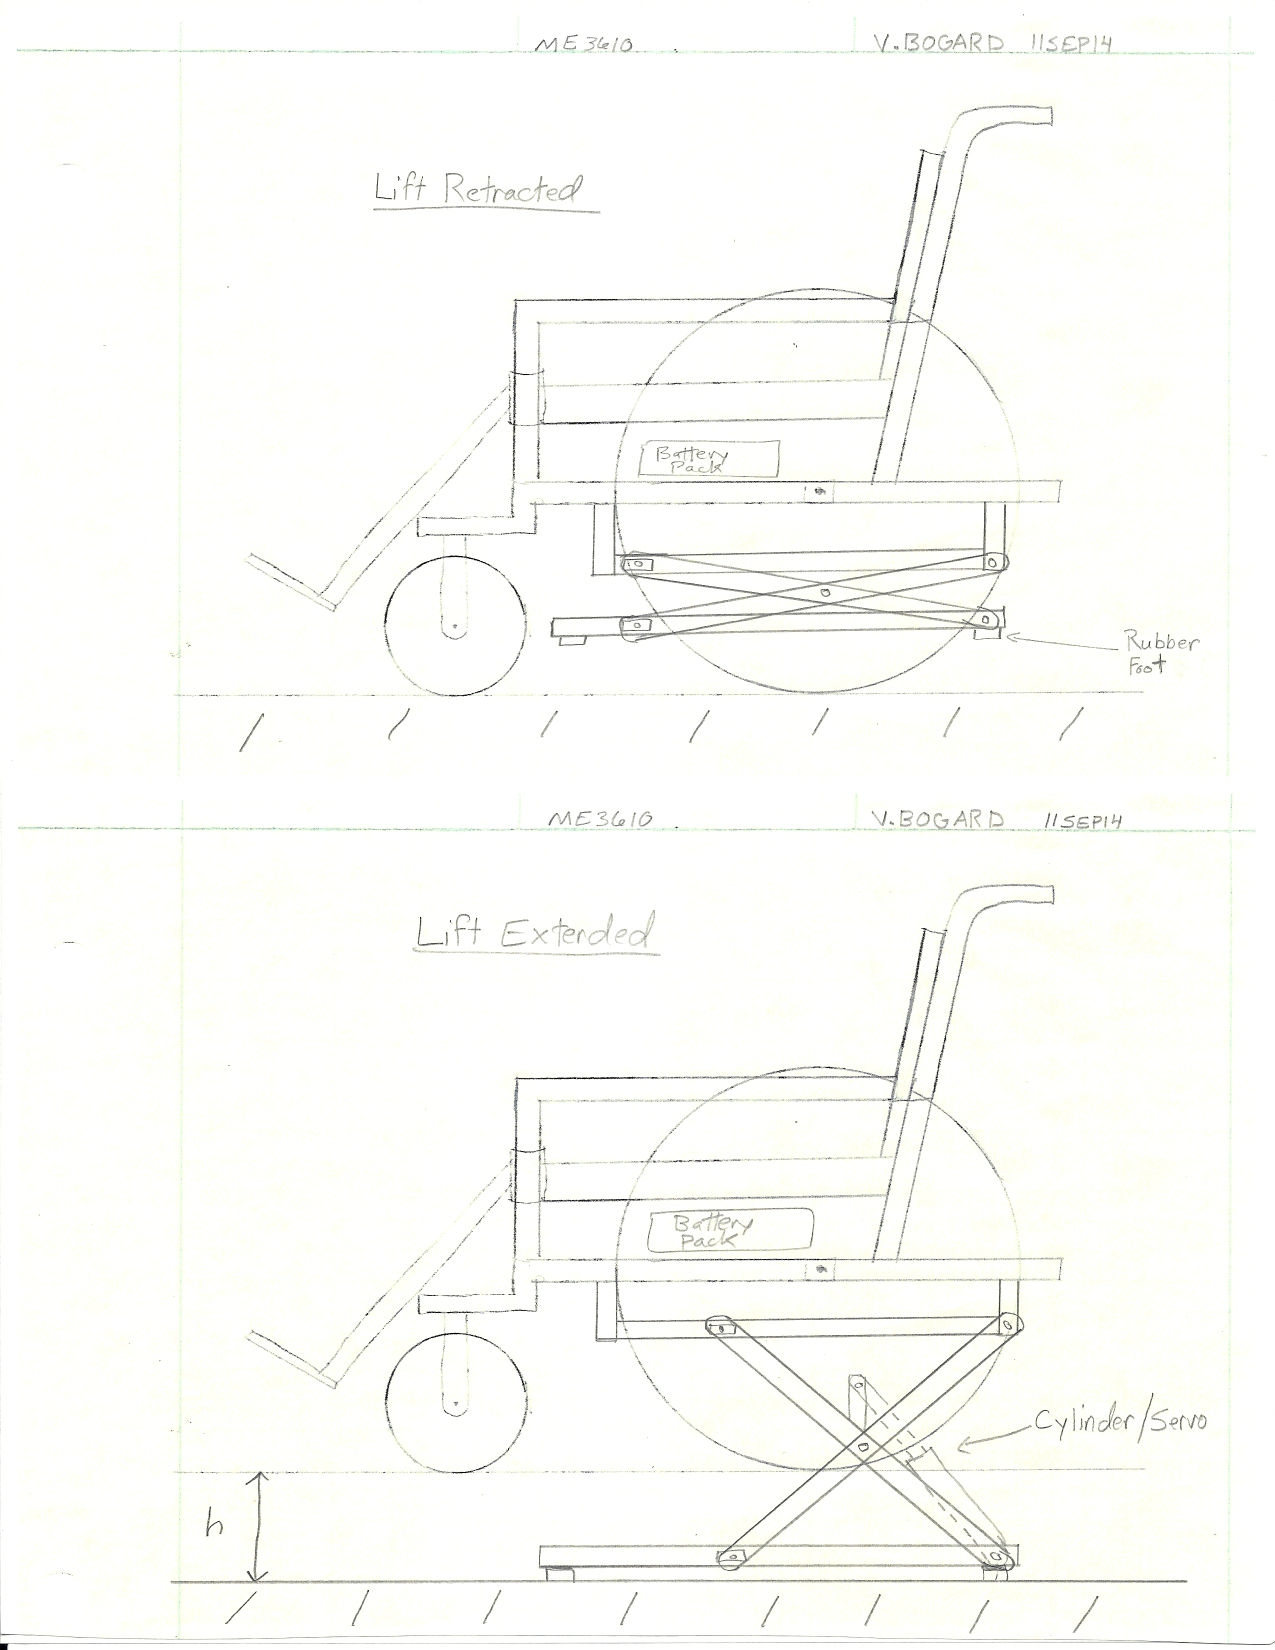 ME3610
V.BOGARD 11SEP14
Lift Retracted
Battery
Pack
Rubber
Foot
ME3610
V.BOGARD 11SEP14
Lift Extended
Battery
Pack
Cylinder/Servo
h